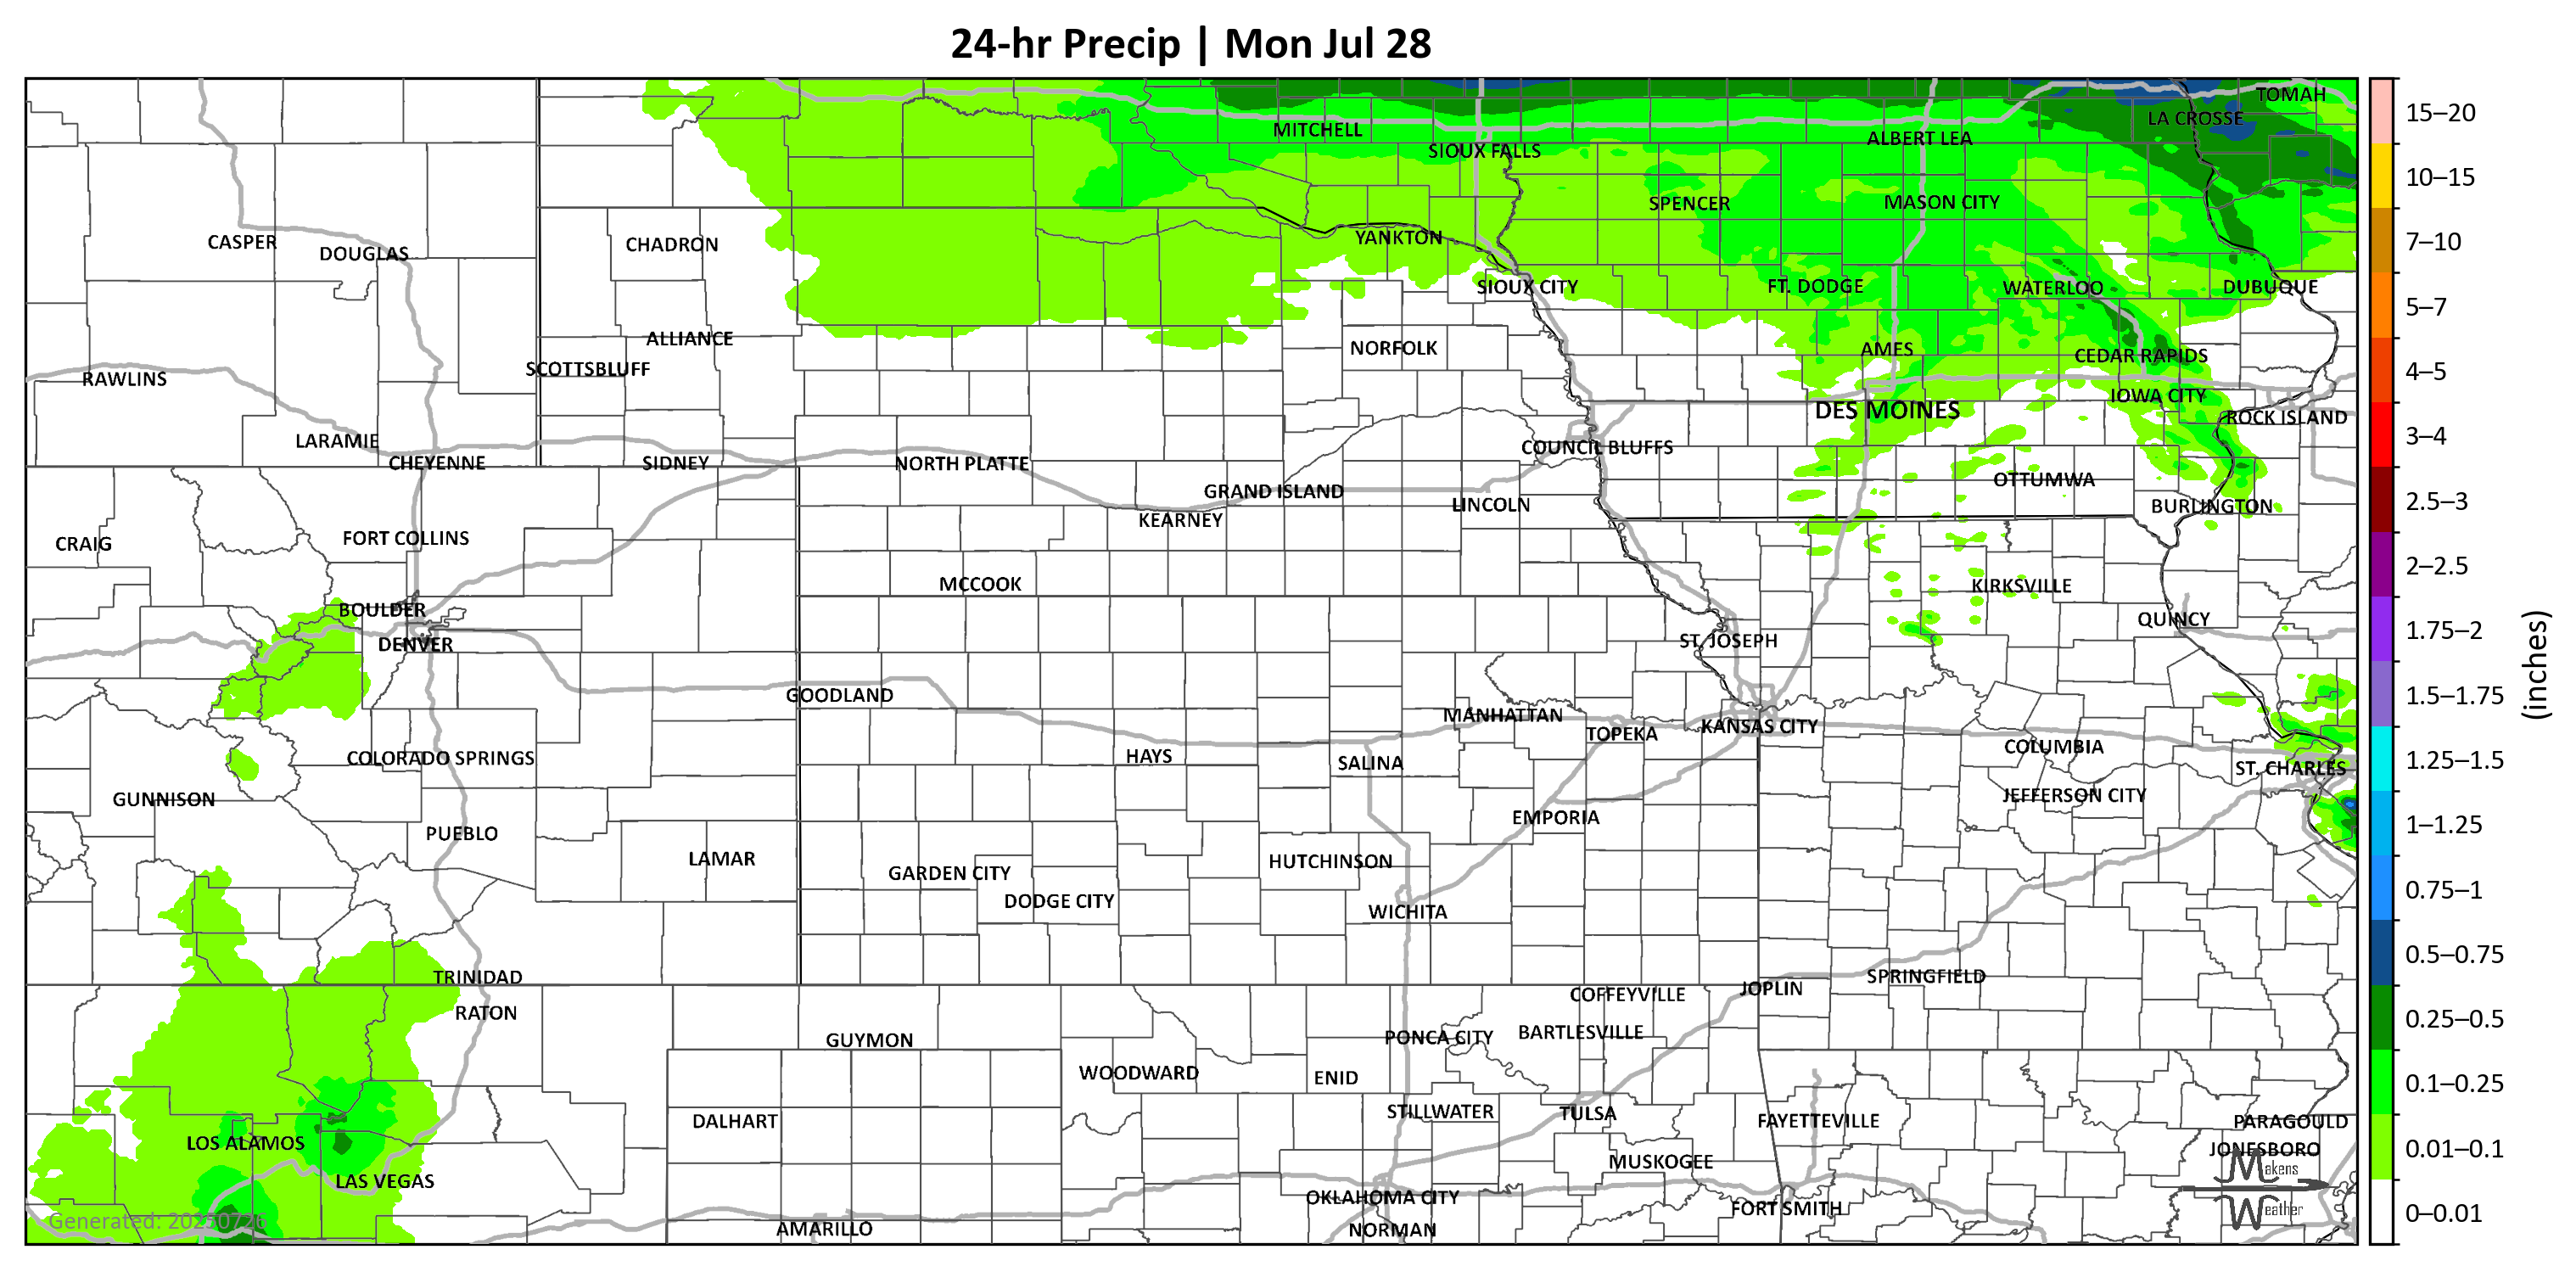 24-hr Precip | Mon Jul 28
TOMAH
15–20
LA CROSSE
MITCHELL
ALBERT LEA
SIOUX FALLS
10–15
SPENCER
MASON CITY
YANKTON
CASPER
CHADRON
7–10
DOUGLAS
SIOUX CITY
FT. DODGE
WATERLOO
DUBUQUE
5–7
ALLIANCE
NORFOLK
AMES
CEDAR RAPIDS
SCOTTSBLUFF
4–5
RAWLINS
IOWA CITY
DES MOINES
ROCK ISLAND
LARAMIE
3–4
COUNCIL BLUFFS
CHEYENNE
SIDNEY
NORTH PLATTE
OTTUMWA
GRAND ISLAND
2.5–3
LINCOLN
BURLINGTON
KEARNEY
FORT COLLINS
CRAIG
2–2.5
MCCOOK
KIRKSVILLE
BOULDER
QUINCY
1.75–2
ST. JOSEPH
DENVER
(inches)
GOODLAND
1.5–1.75
MANHATTAN
KANSAS CITY
TOPEKA
COLUMBIA
COLORADO SPRINGS
HAYS
SALINA
1.25–1.5
ST. CHARLES
GUNNISON
JEFFERSON CITY
EMPORIA
1–1.25
PUEBLO
LAMAR
HUTCHINSON
GARDEN CITY
0.75–1
DODGE CITY
WICHITA
0.5–0.75
TRINIDAD
SPRINGFIELD
JOPLIN
COFFEYVILLE
RATON
0.25–0.5
BARTLESVILLE
PONCA CITY
GUYMON
WOODWARD
ENID
0.1–0.25
STILLWATER
TULSA
DALHART
FAYETTEVILLE
PARAGOULD
LOS ALAMOS
JONESBORO
0.01–0.1
MUSKOGEE
Makens
LAS VEGAS
OKLAHOMA CITY
FORT SMITH
Weather
0–0.01
Generated: 20250726
AMARILLO
NORMAN